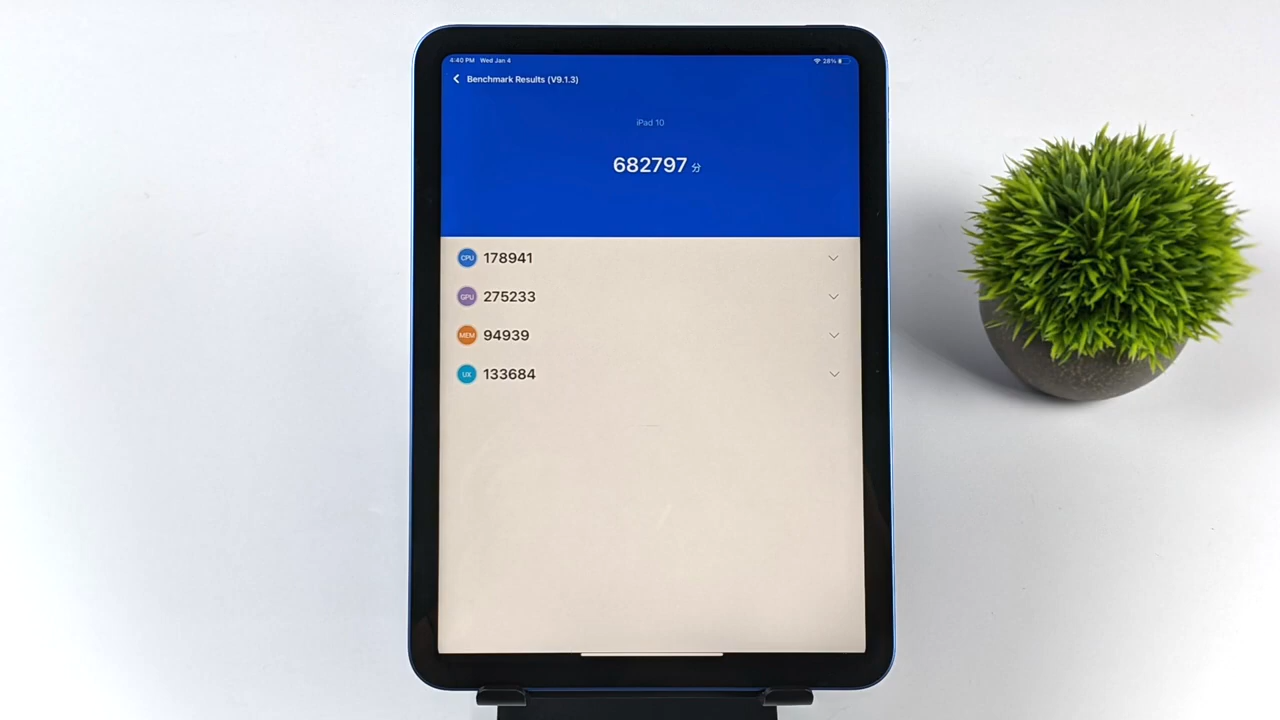 4:40 PM Wed Jan 4 28%
Benchmark Results (V9.1.3)
iPad 10
682797 分
CPU 178941
GPU 275233
MEM 94939
UX 133684